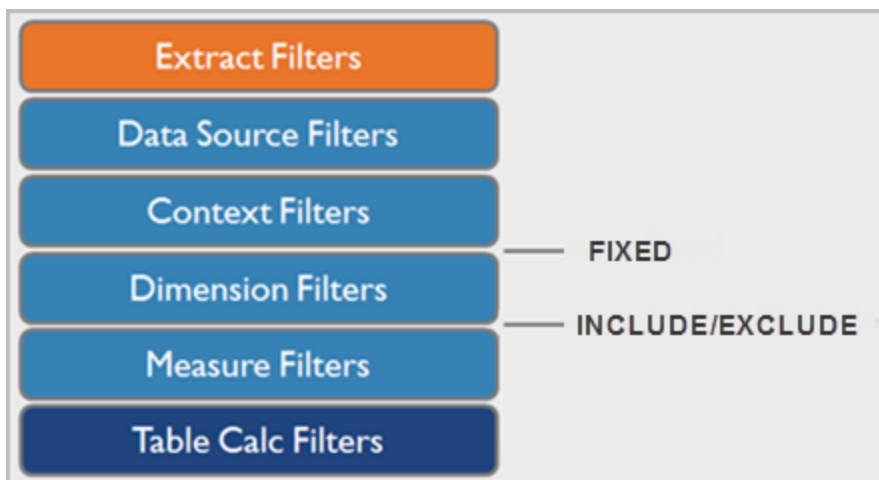 Extract Filters
Data Source Filters
Context Filters
FIXED
Dimension Filters
INCLUDE/EXCLUDE
Measure Filters
Table Calc Filters